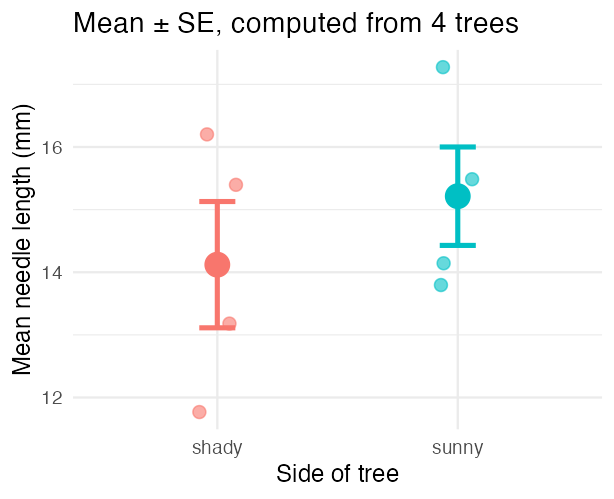 Mean ± SE, computed from 4 trees
Mean needle length (mm)
16
14
12
shady
sunny
Side of tree